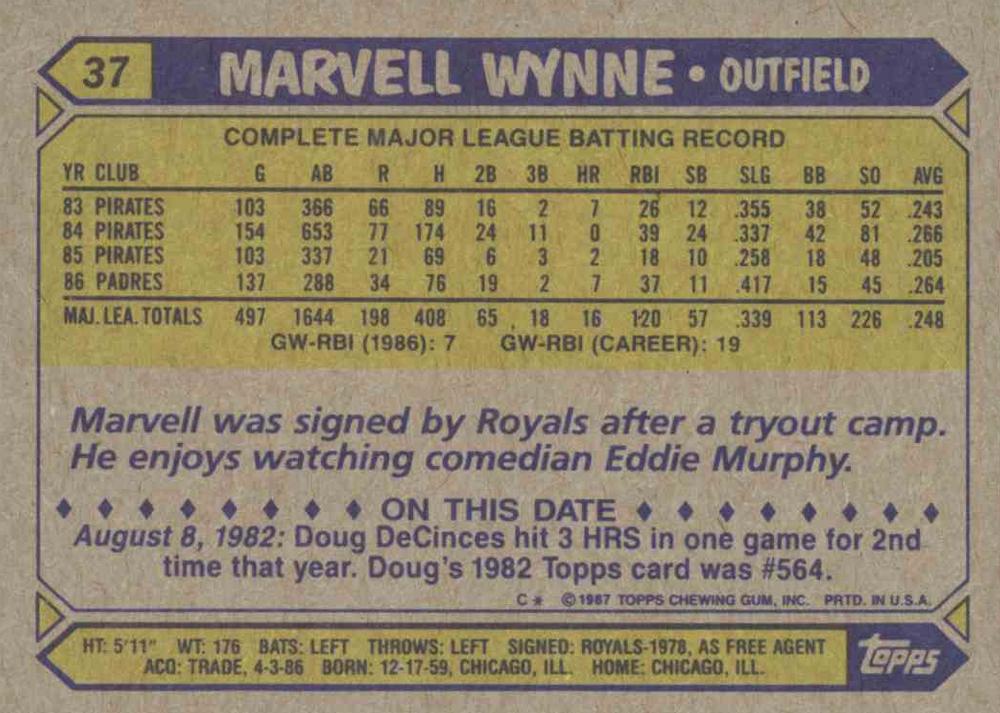 37 MARVELL WYNNE • OUTFIELD
COMPLETE MAJOR LEAGUE BATTING RECORD
YR CLUB G AB R H 2B 3B HR RBI SB SLG BB SO AVG
83 PIRATES 103 366 66 89 16 2 7 26 12 .355 38 52 .243
84 PIRATES 154 653 77 174 24 11 0 39 24 .337 42 81 .266
85 PIRATES 103 337 21 69 6 3 2 18 10 .258 18 48 .205
86 PADRES 137 288 34 76 19 2 7 37 11 .417 15 45 .264
MAJ. LEA. TOTALS 497 1644 198 408 65 18 16 120 57 .339 113 226 .248
GW-RBI (1986): 7 GW-RBI (CAREER): 19
Marvell was signed by Royals after a tryout camp.
He enjoys watching comedian Eddie Murphy.
♦ ♦ ♦ ♦ ♦ ♦ ♦ ♦ ON THIS DATE ♦ ♦ ♦ ♦ ♦ ♦ ♦ ♦
August 8, 1982: Doug DeCinces hit 3 HRS in one game for 2nd
time that year. Doug's 1982 Topps card was #564.
C* © 1987 TOPPS CHEWING GUM, INC. PRTD. IN U.S.A.
HT: 5'11" WT: 176 BATS: LEFT THROWS: LEFT SIGNED: ROYALS-1978, AS FREE AGENT
ACQ: TRADE, 4-3-86 BORN: 12-17-59, CHICAGO, ILL. HOME: CHICAGO, ILL.
Topps